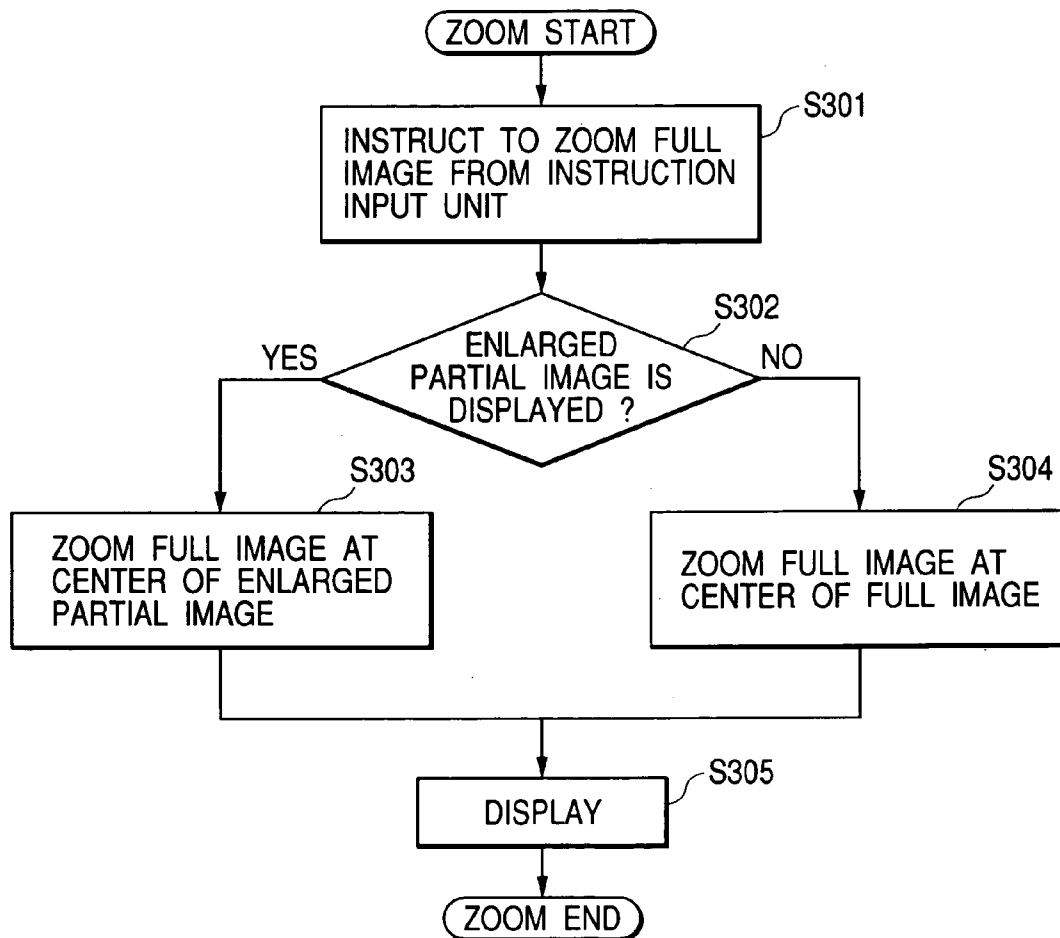 ZOOM START
S301
INSTRUCT TO ZOOM FULL
IMAGE FROM INSTRUCTION
INPUT UNIT
S302
ENLARGED
PARTIAL IMAGE IS
DISPLAYED ?
YES
NO
S303
ZOOM FULL IMAGE AT
CENTER OF ENLARGED
PARTIAL IMAGE
S304
ZOOM FULL IMAGE AT
CENTER OF FULL IMAGE
S305
DISPLAY
ZOOM END